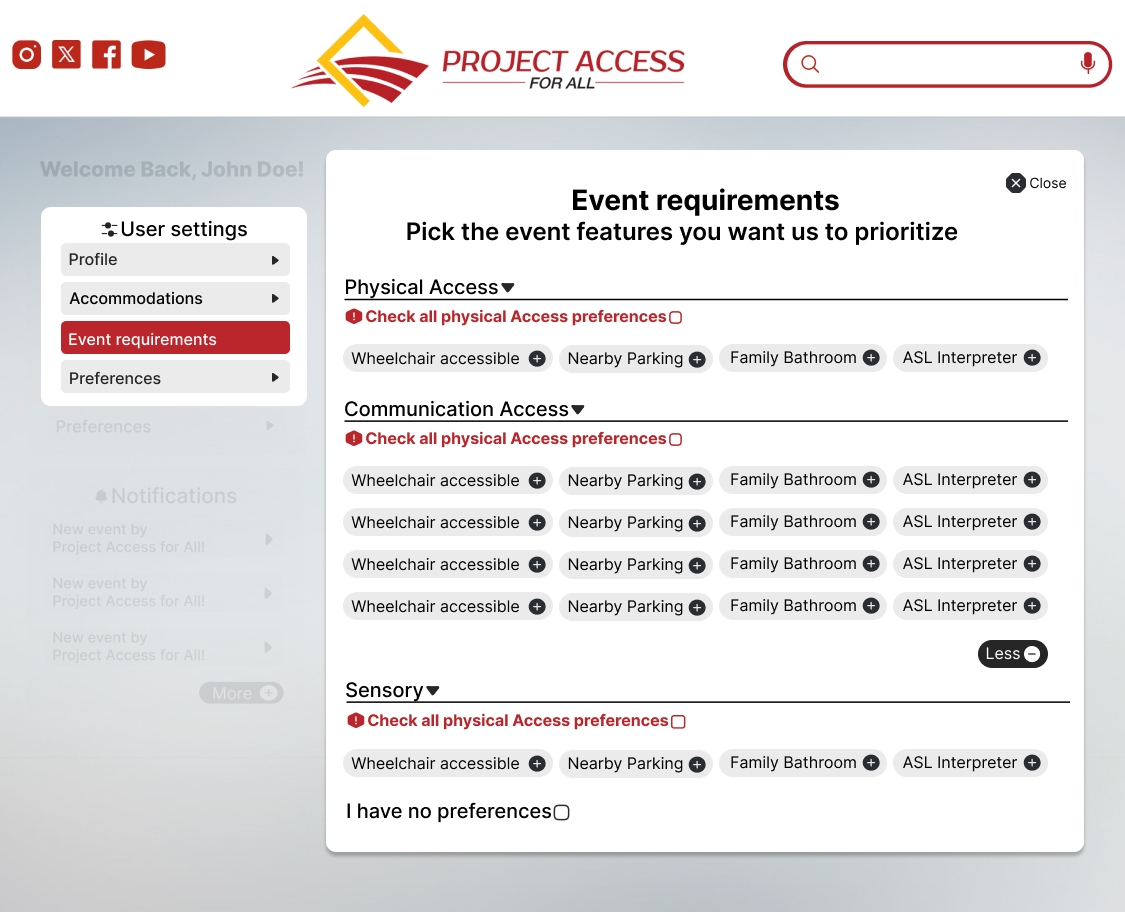 PROJECT ACCESS
FOR ALL
Welcome Back, John Doe!
User settings
Profile
Accommodations
Event requirements
Preferences
Preferences
Notifications
New event by
Project Access for All!
New event by
Project Access for All!
New event by
Project Access for All!
More
Close
Event requirements
Pick the event features you want us to prioritize
Physical Access
Check all physical Access preferences
Wheelchair accessible Nearby Parking Family Bathroom ASL Interpreter
Communication Access
Check all physical Access preferences
Wheelchair accessible Nearby Parking Family Bathroom ASL Interpreter
Wheelchair accessible Nearby Parking Family Bathroom ASL Interpreter
Wheelchair accessible Nearby Parking Family Bathroom ASL Interpreter
Wheelchair accessible Nearby Parking Family Bathroom ASL Interpreter
Less
Sensory
Check all physical Access preferences
Wheelchair accessible Nearby Parking Family Bathroom ASL Interpreter
I have no preferences